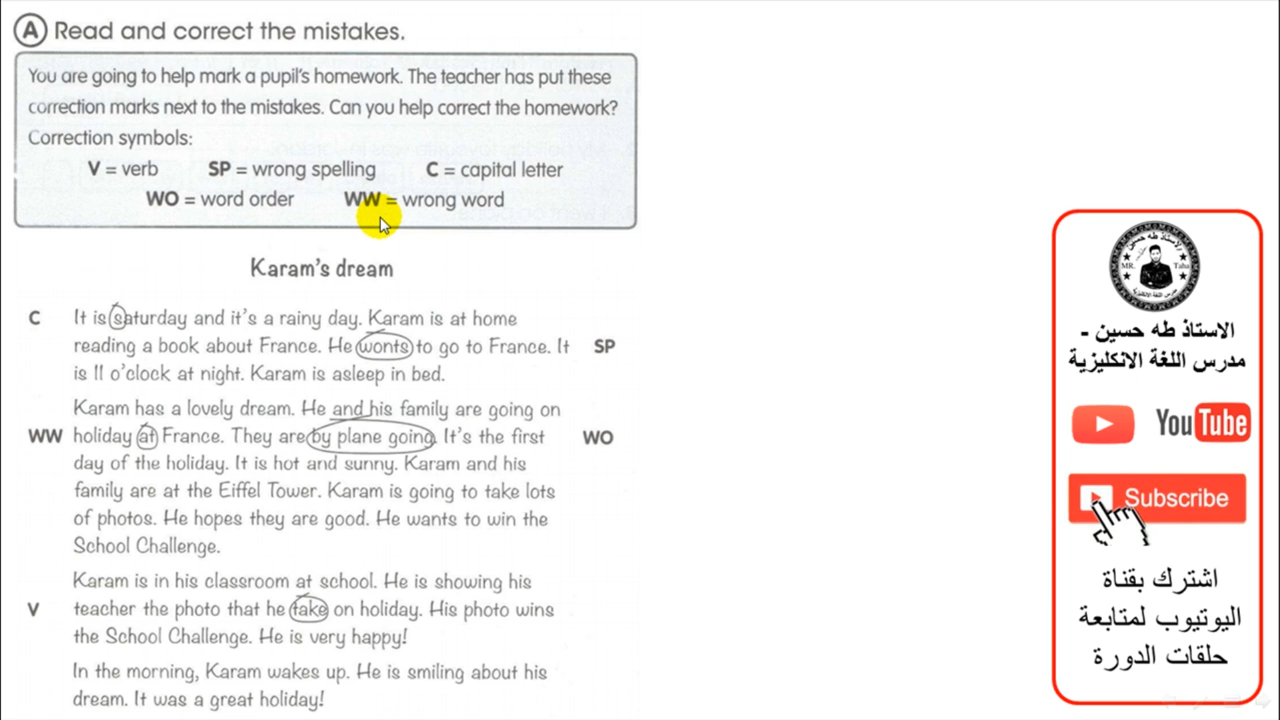 A Read and correct the mistakes.
You are going to help mark a pupil's homework. The teacher has put these
correction marks next to the mistakes. Can you help correct the homework?
Correction symbols:
V = verb SP = wrong spelling C = capital letter
WO = word order WW = wrong word
Karam's dream
C It is saturday and it's a rainy day. Karam is at home
reading a book about France. He wonts to go to France. It SP
is 11 o'clock at night. Karam is asleep in bed.
Karam has a lovely dream. He and his family are going on
WW holiday at France. They are by plane going. It's the first WO
day of the holiday. It is hot and sunny. Karam and his
family are at the Eiffel Tower. Karam is going to take lots
of photos. He hopes they are good. He wants to win the
School Challenge.
Karam is in his classroom at school. He is showing his
V teacher the photo that he take on holiday. His photo wins
the School Challenge. He is very happy!
In the morning, Karam wakes up. He is smiling about his
dream. It was a great holiday!
الاستاذ طه حسين
MR. Taha
مدرس اللغة الانكليزية
الاستاذ طه حسين -
مدرس اللغة الانكليزية
YouTube
Subscribe
اشترك بقناة
اليوتيوب لمتابعة
حلقات الدورة